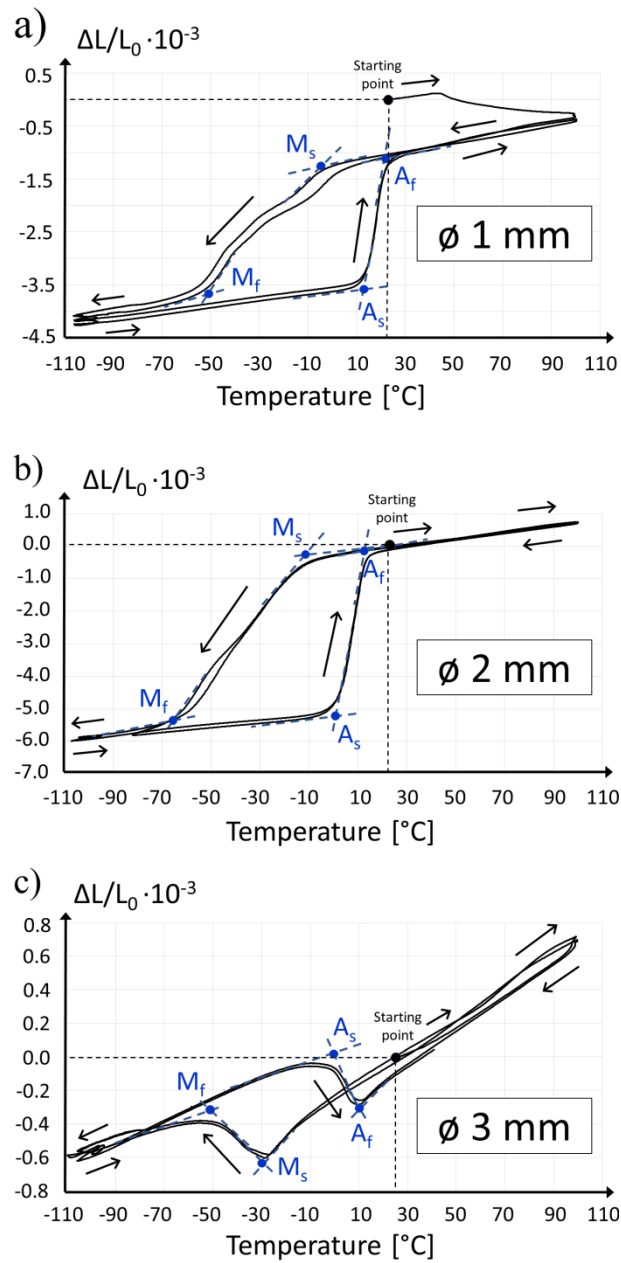 a)
ΔL/L₀ ·10⁻³
Starting
point
0.5
-0.5
-1.5
-2.5
-3.5
-4.5
Mₛ
A_f
M_f
Aₛ
ø 1 mm
-110 -90 -70 -50 -30 -10 10 30 50 70 90 110
Temperature [°C]
b)
ΔL/L₀ ·10⁻³
Starting
point
1.0
0.0
-1.0
-2.0
-3.0
-4.0
-5.0
-6.0
-7.0
Mₛ
A_f
M_f
Aₛ
ø 2 mm
-110 -90 -70 -50 -30 -10 10 30 50 70 90 110
Temperature [°C]
c)
ΔL/L₀ ·10⁻³
0.8
0.6
0.4
0.2
0.0
-0.2
-0.4
-0.6
-0.8
Starting
point
Aₛ
M_f
A_f
Mₛ
ø 3 mm
-110 -90 -70 -50 -30 -10 10 30 50 70 90 110
Temperature [°C]